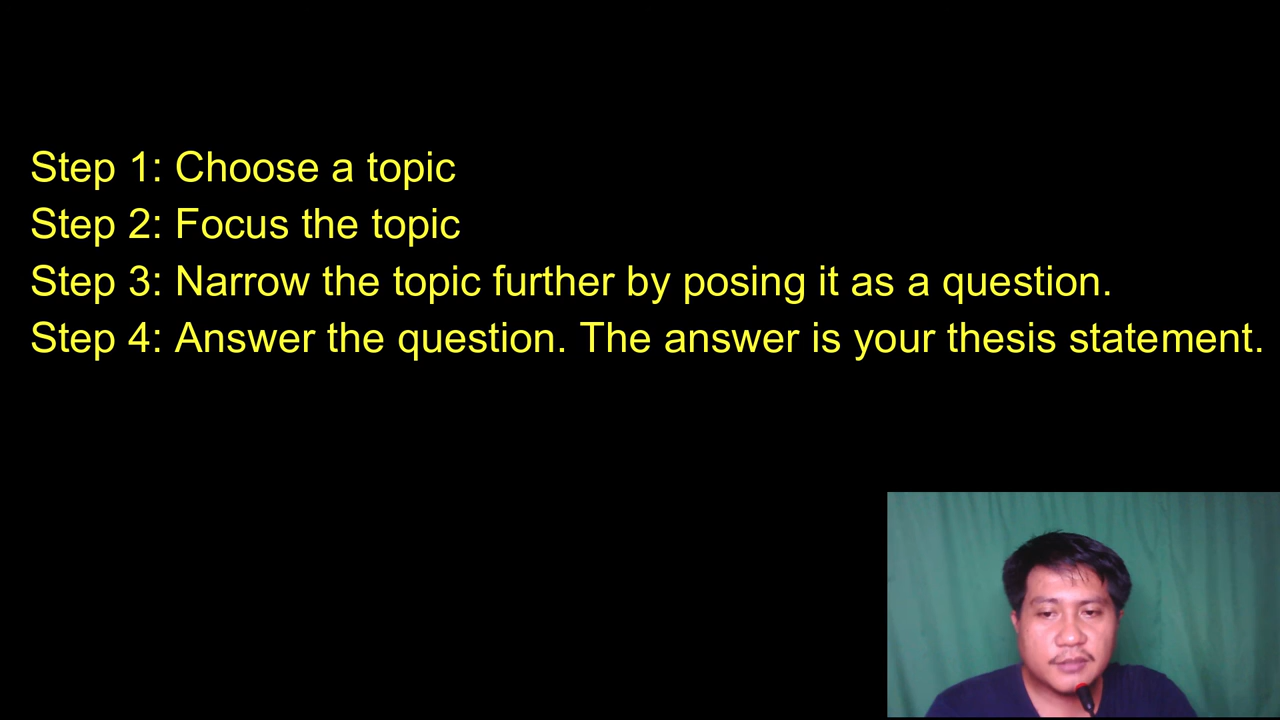 Step 1: Choose a topic
Step 2: Focus the topic
Step 3: Narrow the topic further by posing it as a question.
Step 4: Answer the question. The answer is your thesis statement.